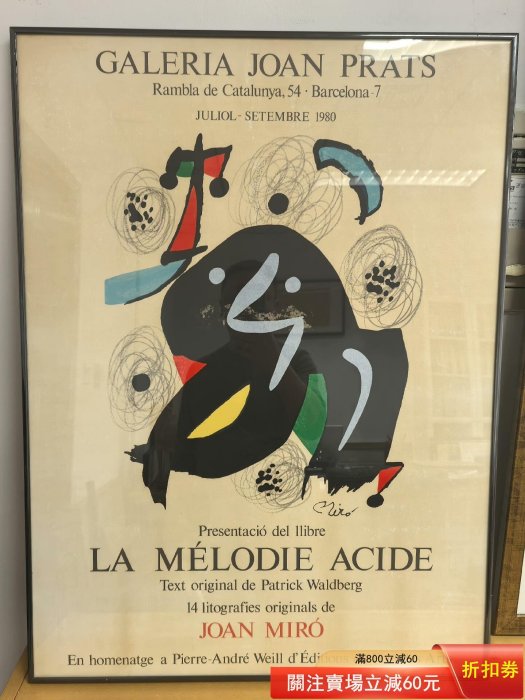 GALERIA JOAN PRATS
Rambla de Catalunya, 54 · Barcelona-7
JULIOL - SETEMBRE 1980
Miró
Presentació del llibre
LA MÉLODIE ACIDE
Text original de Patrick Waldberg
14 litografies originals de
JOAN MIRÓ
En homenatge a Pierre-André Weill d'Éditions
滿800立減60
關注賣場立減60元
折扣券